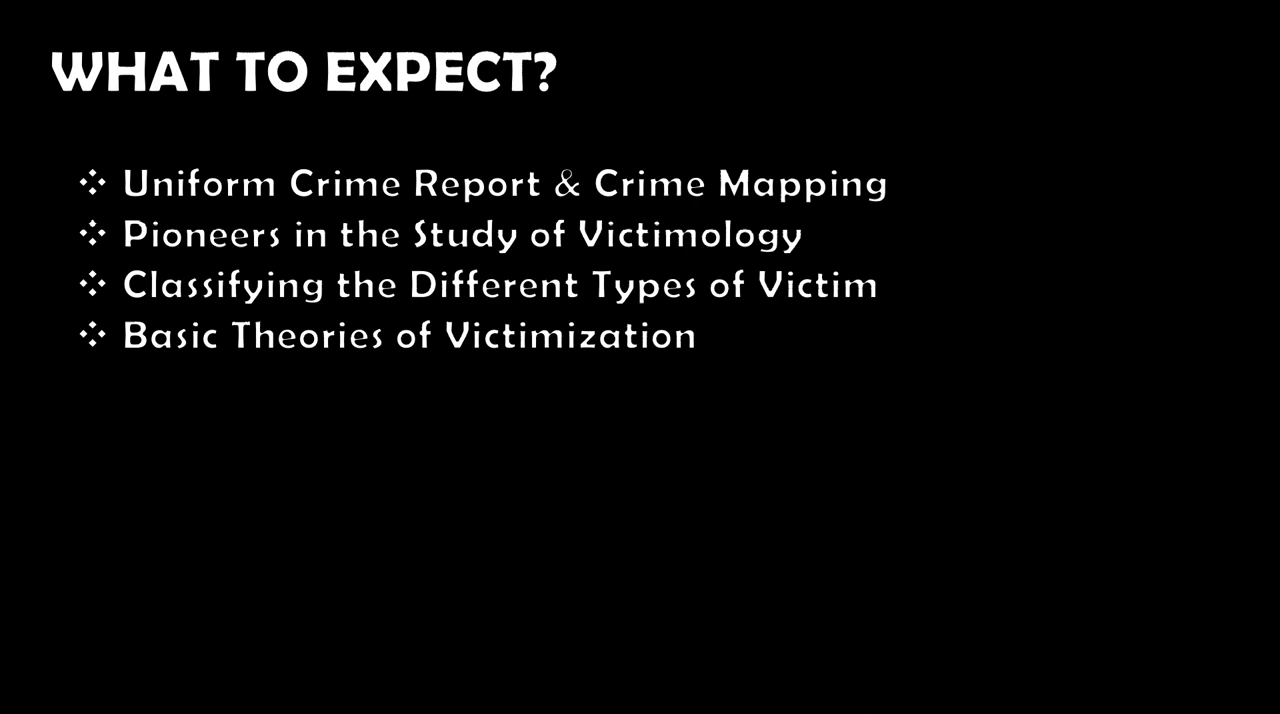 WHAT TO EXPECT?
❖ Uniform Crime Report & Crime Mapping
❖ Pioneers in the Study of Victimology
❖ Classifying the Different Types of Victim
❖ Basic Theories of Victimization